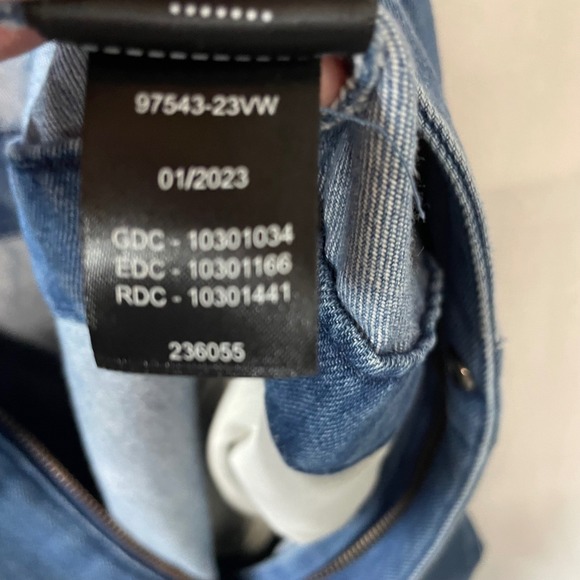 97543-23VW
01/2023
GDC - 10301034
EDC - 10301166
RDC - 10301441
236055